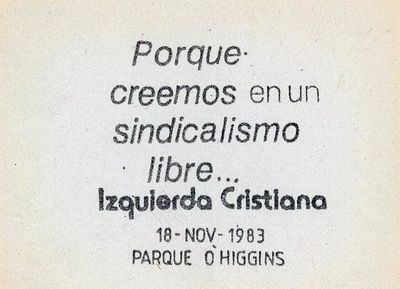 Porque
creemos en un
sindicalismo
libre...
Izquierda Cristiana
18-NOV-1983
PARQUE O'HIGGINS